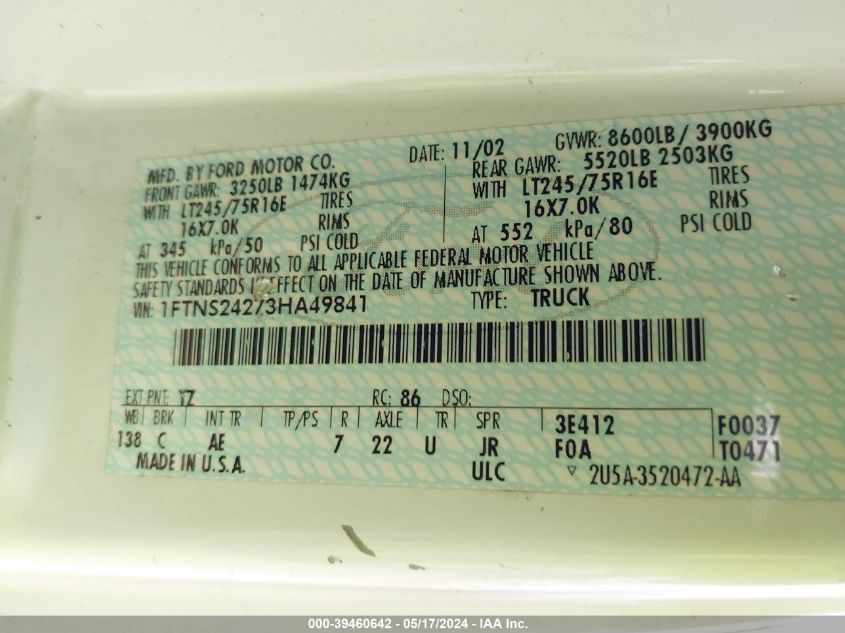 MFD. BY FORD MOTOR CO. DATE: 11/02 GVWR: 8600LB/ 3900KG
FRONT GAWR: 3250LB 1474KG REAR GAWR: 5520LB 2503KG
WITH LT245/75R16E TIRES WITH LT245/75R16E TIRES
16X7.0K RIMS 16X7.0K RIMS
AT 345 kPa/50 PSI COLD AT 552 kPa/80 PSI COLD
THIS VEHICLE CONFORMS TO ALL APPLICABLE FEDERAL MOTOR VEHICLE
SAFETY STANDARDS IN EFFECT ON THE DATE OF MANUFACTURE SHOWN ABOVE.
VIN: 1FTNS24223HA49841 TYPE: TRUCK
EXT PNT: YZ RC: 86 DSO:
WB BRK INT TR TP/PS R AXLE TR SPR 3E412 F0037
138 C AE 7 22 U JR F0A T0471
MADE IN U.S.A. ULC ▽ 2U5A-3520472-AA
000-39460642 - 05/17/2024 - IAA Inc.